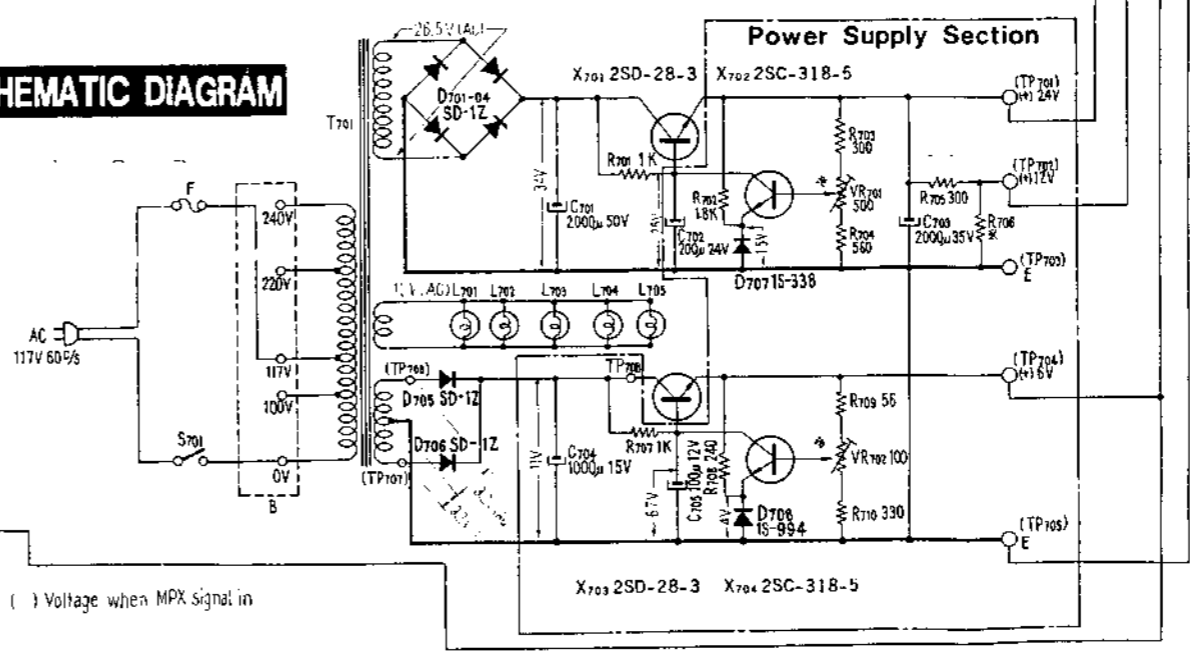 Power Supply Section
HEMATIC DIAGRAM
26.5V (AC)
X701 2SD-28-3 X702 2SC-318-5
D701-04
SD-1Z
T701
(TP701)
(+) 24V
R703
300
R701 1K
34V
C701
2000μ 50V
R702
1.8K
VR701
500
(TP702)
(+) 12V
R705 300
C702
200μ 24V
15V
R704
560
C703
2000μ 35V
R706
※
D707 1S-338
(TP703)
E
F
240V
220V
AC
117V 60c/s
117V
100V
S701
0V
B
L701 L702 L703 L704 L705
(TP708)
D705 SD-1Z
TP706
(TP704)
(+) 6V
D706 SD-1Z
(TP707)
11V
C704
1000μ 15V
R707 1K
6.7V
C705 100μ 12V
R708 240
4V
R709 56
VR702 100
R710 330
D708
1S-994
(TP705)
E
X703 2SD-28-3 X704 2SC-318-5
( ) Voltage when MPX signal in